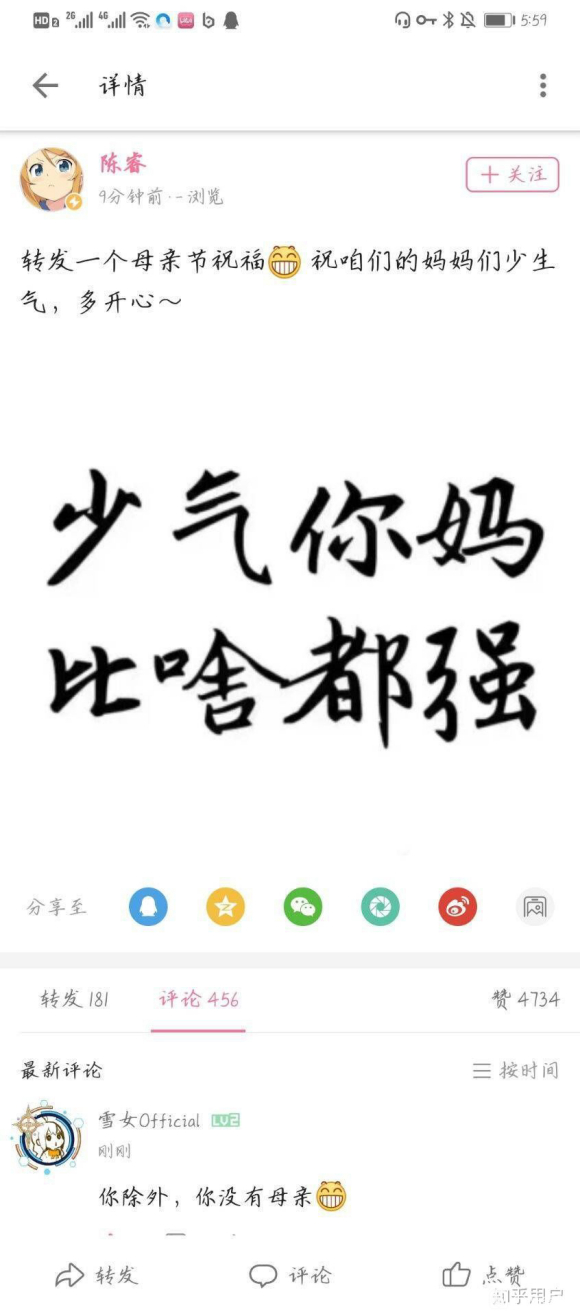 HD 2 2G 4G 5:59
详情
陈睿
9分钟前 · - 浏览
+ 关注
转发一个母亲节祝福 祝咱们的妈妈们少生
气，多开心～
少气你妈
比啥都强
分享至
转发 181 评论 456 赞 4734
最新评论 按时间
雪女Official LV2
刚刚
你除外，你没有母亲
转发 评论 点赞
知乎用户